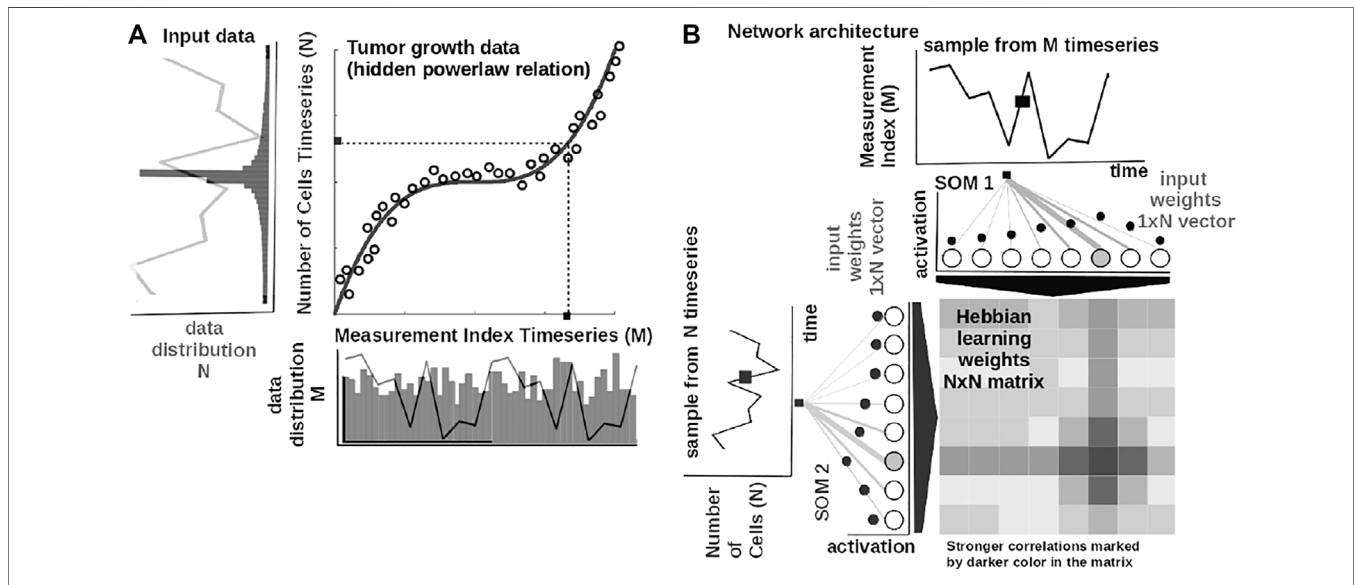 A
Input data
Number of Cells Timeseries (N)
Tumor growth data
(hidden powerlaw relation)
data
distribution
N
Measurement Index Timeseries (M)
data
distribution
M
B
Network architecture
sample from M timeseries
Measurement
Index (M)
time
SOM 1
activation
input
weights
1xN vector
sample from N timeseries
time
input
weights
1xN vector
Number
of
Cells (N)
SOM 2
activation
Hebbian
learning
weights
NxN matrix
Stronger correlations marked
by darker color in the matrix